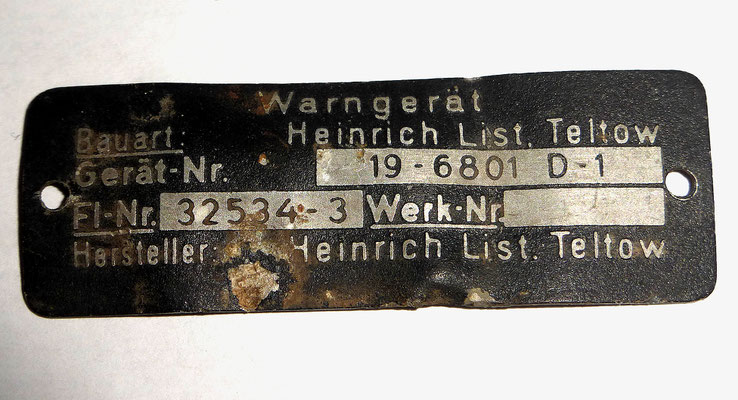 Warngerät
Bauart: Heinrich List. Teltow
Gerät-Nr. 19-6801 D-1
Fl-Nr. 32534-3 Werk-Nr.
Hersteller: Heinrich List. Teltow